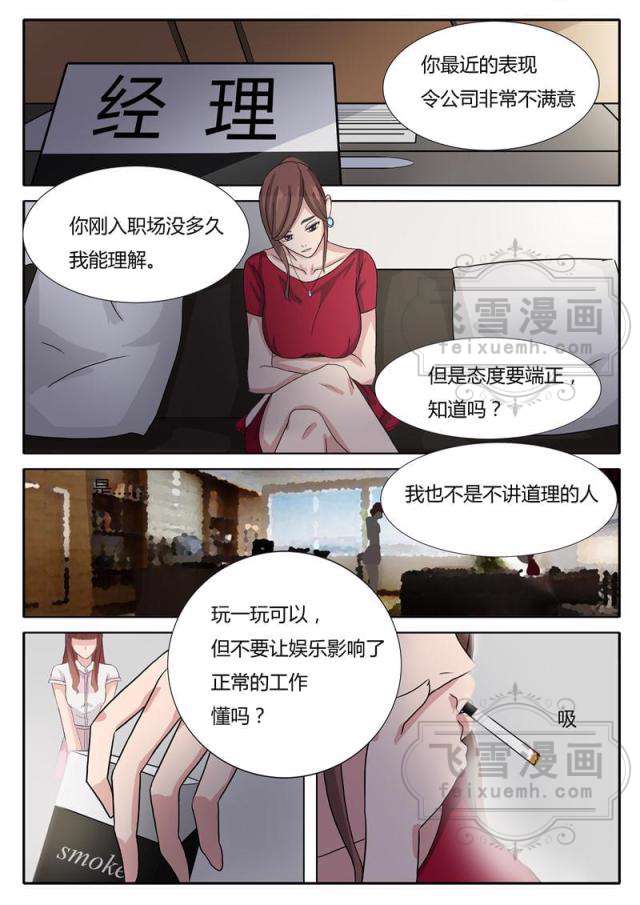 经 理
你最近的表现
令公司非常不满意
你刚入职场没多久
我能理解。
飞雪漫画
feixuemh.com
但是态度要端正，
知道吗？
我也不是不讲道理的人
玩一玩可以，
但不要让娱乐影响了
正常的工作
懂吗？
吸
飞雪漫画
feixuemh.com
smoke